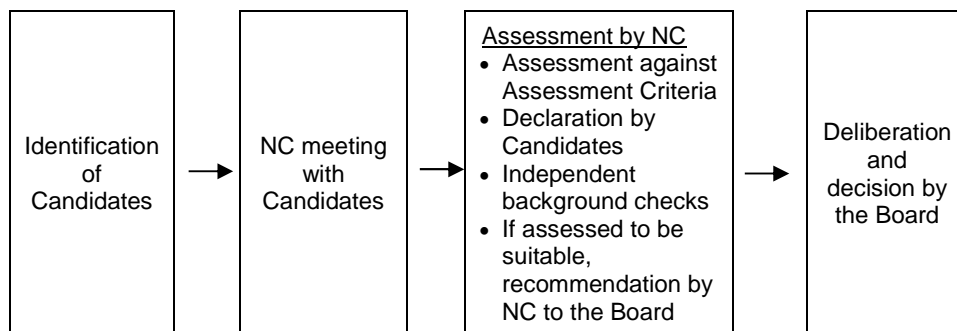 Identification
of
Candidates
NC meeting
with
Candidates
Assessment by NC
• Assessment against
Assessment Criteria
• Declaration by
Candidates
• Independent
background checks
• If assessed to be
suitable,
recommendation by
NC to the Board
Deliberation
and
decision by
the Board